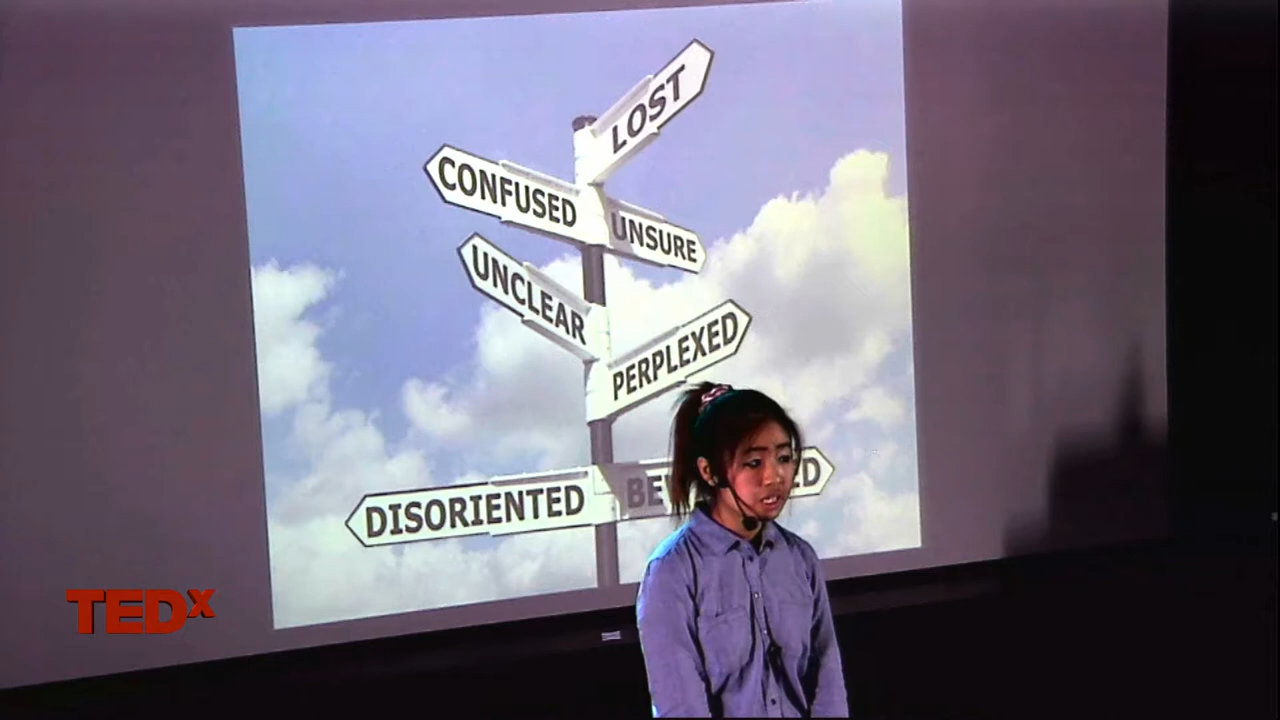 LOST
CONFUSED
UNSURE
UNCLEAR
PERPLEXED
DISORIENTED
TEDx